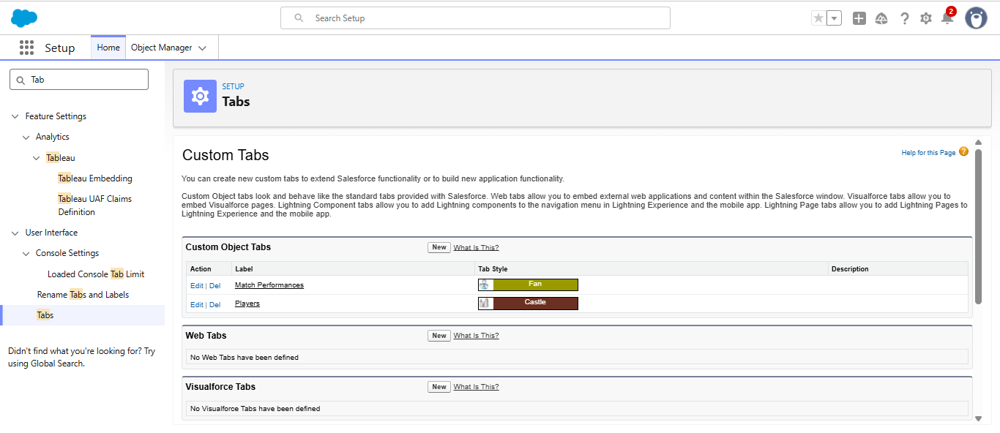 Search Setup
2
Setup
Home
Object Manager
Tab
Feature Settings
Analytics
Tableau
Tableau Embedding
Tableau UAF Claims
Definition
User Interface
Console Settings
Loaded Console Tab Limit
Rename Tabs and Labels
Tabs
Didn't find what you're looking for? Try
using Global Search.
SETUP
Tabs
Custom Tabs
Help for this Page ?
You can create new custom tabs to extend Salesforce functionality or to build new application functionality.
Custom Object tabs look and behave like the standard tabs provided with Salesforce. Web tabs allow you to embed external web applications and content within the Salesforce window. Visualforce tabs allow you to
embed Visualforce pages. Lightning Component tabs allow you to add Lightning components to the navigation menu in Lightning Experience and the mobile app. Lightning Page tabs allow you to add Lightning Pages to
Lightning Experience and the mobile app.
Custom Object Tabs New What Is This?
Action Label Tab Style Description
Edit | Del Match Performances Fan
Edit | Del Players Castle
Web Tabs New What Is This?
No Web Tabs have been defined
Visualforce Tabs New What Is This?
No Visualforce Tabs have been defined